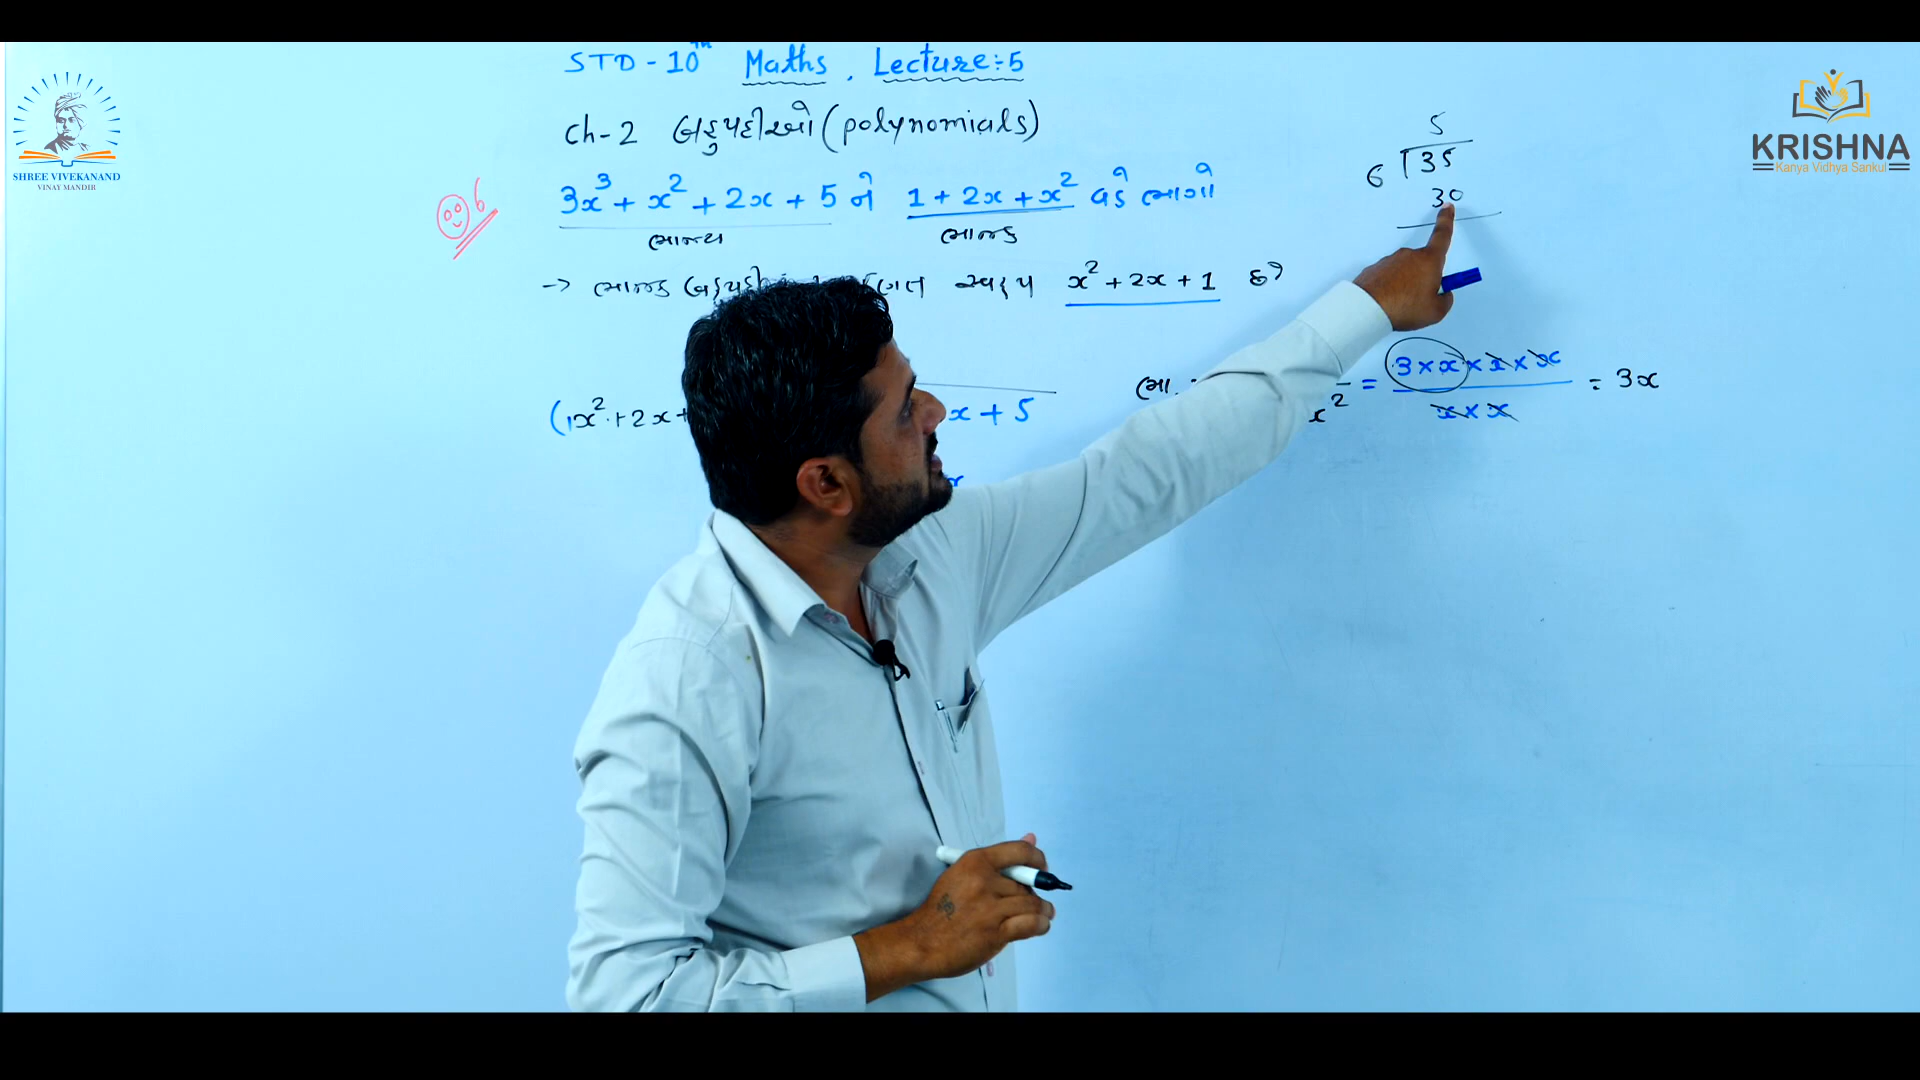 STD - 10th Maths, Lecture:-5
Ch-2 બહુપદીઓ (polynomials)
6
3x³ + x² + 2x + 5 ને 1 + 2x + x² વડે ભાગો
ભાજ્ય ભાજક
→ ભાજક x² + 2x + 1 છે
5
6 35
30
(1x² + 2x + x + 5
ભા. x² = 3 × x × x × x = 3x
x × x
SHREE VIVEKANAND
VINAY MANDIR
KRISHNA
Kanya Vidhya Sankul